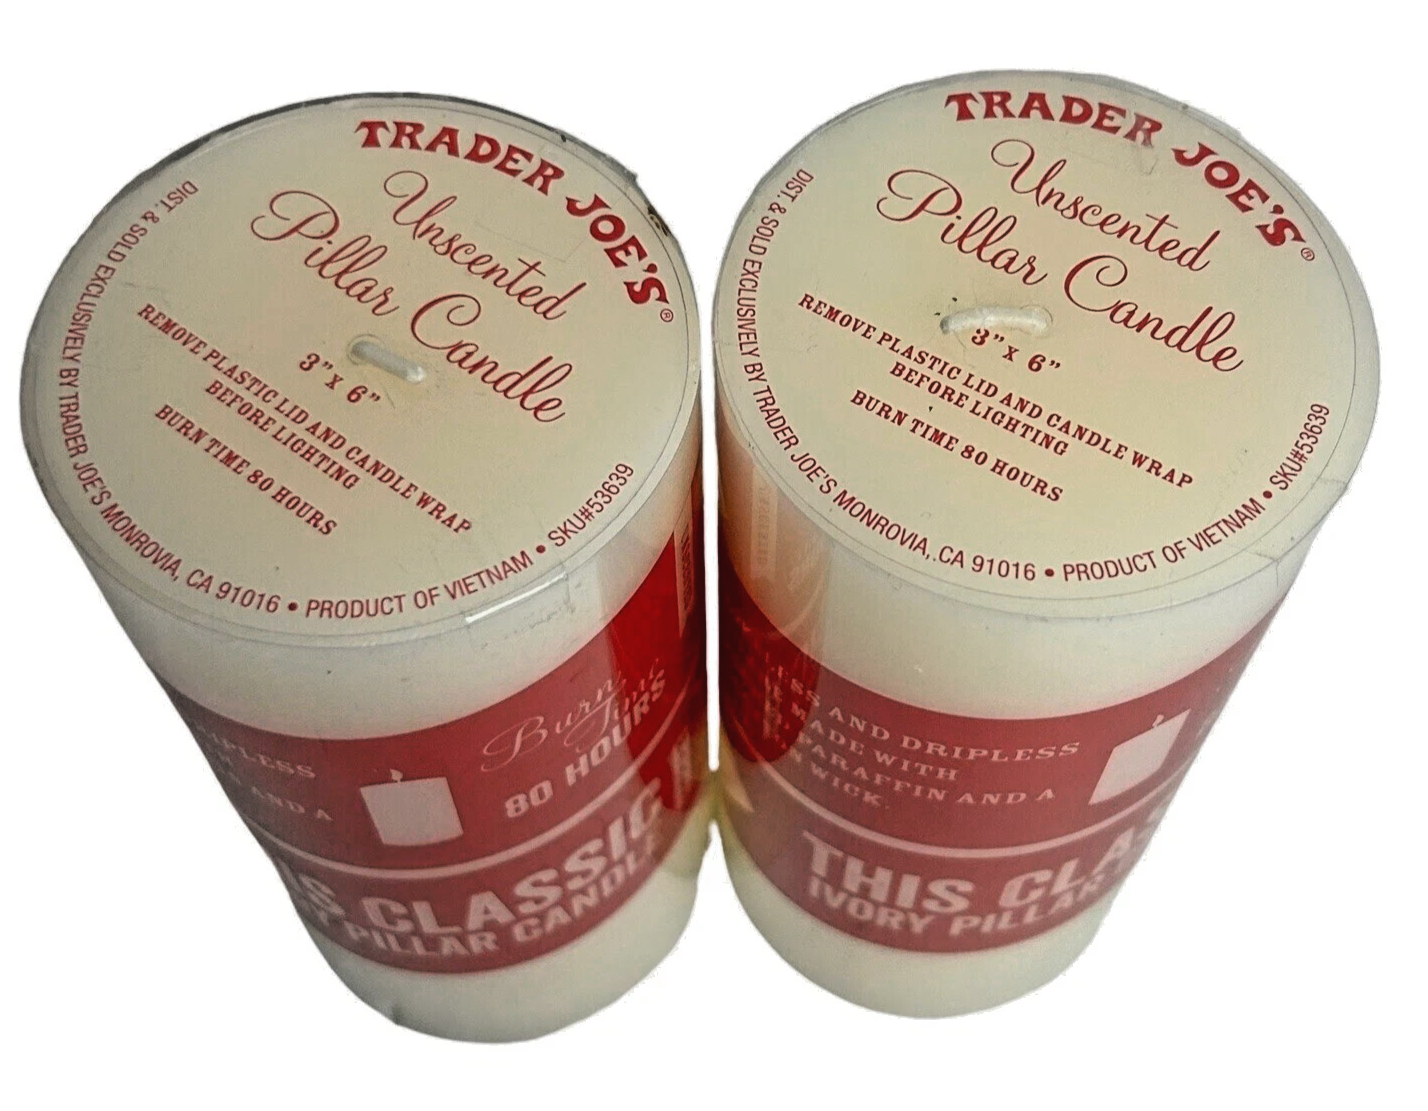 TRADER JOE'S®
Unscented
Pillar Candle
3" x 6"
REMOVE PLASTIC LID AND CANDLE WRAP
BEFORE LIGHTING
BURN TIME 80 HOURS
DIST. & SOLD EXCLUSIVELY BY TRADER JOE'S MONROVIA, CA 91016 • PRODUCT OF VIETNAM • SKU#53639
AND A
Burn
Time
80 HOURS
CLASSIC
PILLAR CANDLE
TRADER JOE'S®
Unscented
Pillar Candle
3" x 6"
REMOVE PLASTIC LID AND CANDLE WRAP
BEFORE LIGHTING
BURN TIME 80 HOURS
DIST. & SOLD EXCLUSIVELY BY TRADER JOE'S MONROVIA, CA 91016 • PRODUCT OF VIETNAM • SKU#53639
AND DRIPLESS
MADE WITH
PARAFFIN AND A
WICK.
THIS
IVORY